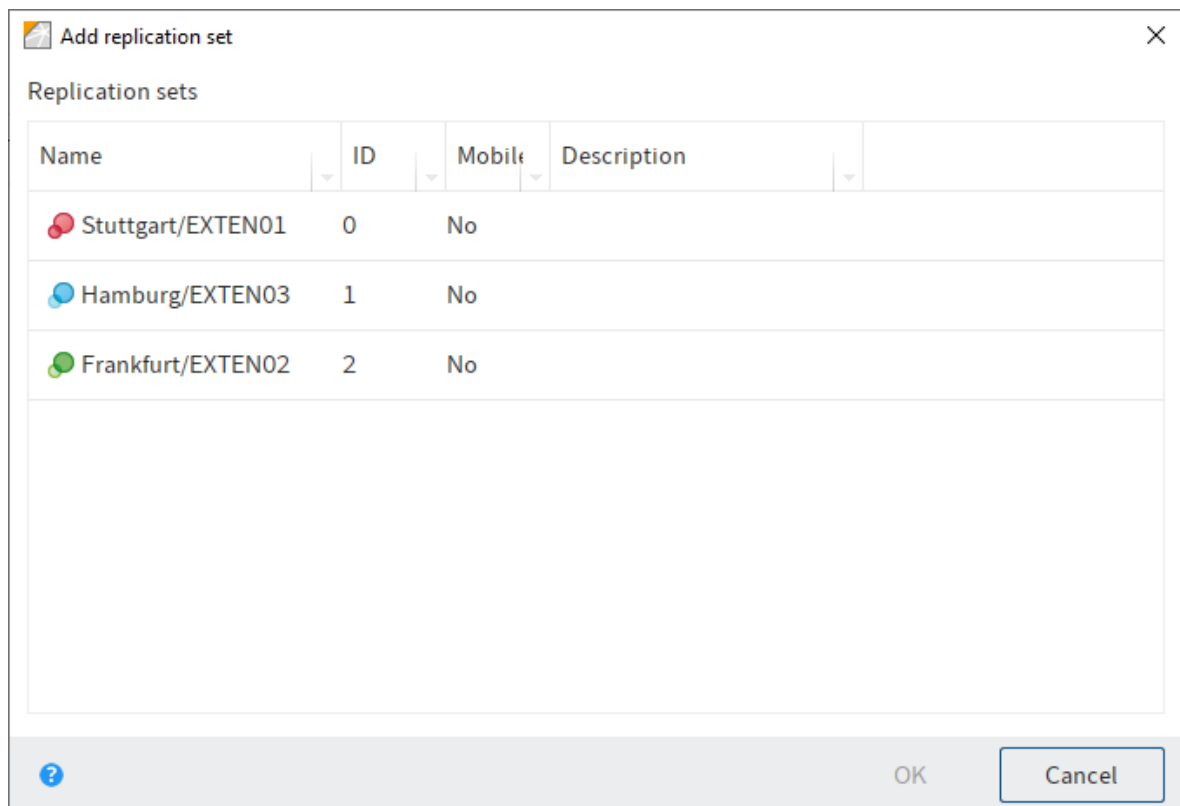 Add replication set
Replication sets
Name ID Mobile Description
Stuttgart/EXTEN01 0 No
Hamburg/EXTEN03 1 No
Frankfurt/EXTEN02 2 No
? OK Cancel